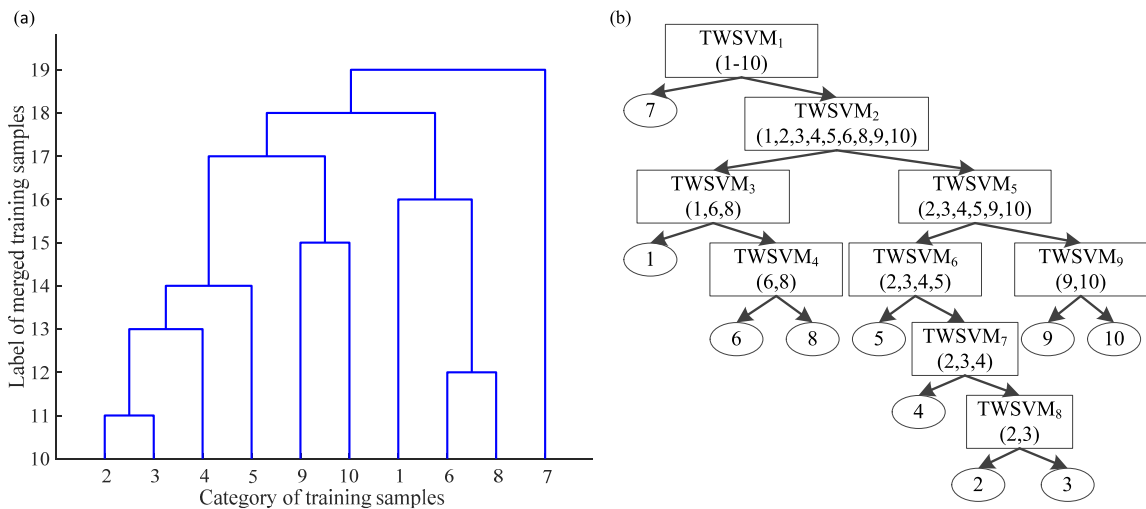 (a)
Label of merged training samples
19
18
17
16
15
14
13
12
11
10
2 3 4 5 9 10 1 6 8 7
Category of training samples
(b)
TWSVM₁
(1-10)
7
TWSVM₂
(1,2,3,4,5,6,8,9,10)
TWSVM₃
(1,6,8)
TWSVM₅
(2,3,4,5,9,10)
1
TWSVM₄
(6,8)
TWSVM₆
(2,3,4,5)
TWSVM₉
(9,10)
6
8
5
TWSVM₇
(2,3,4)
9
10
4
TWSVM₈
(2,3)
2
3